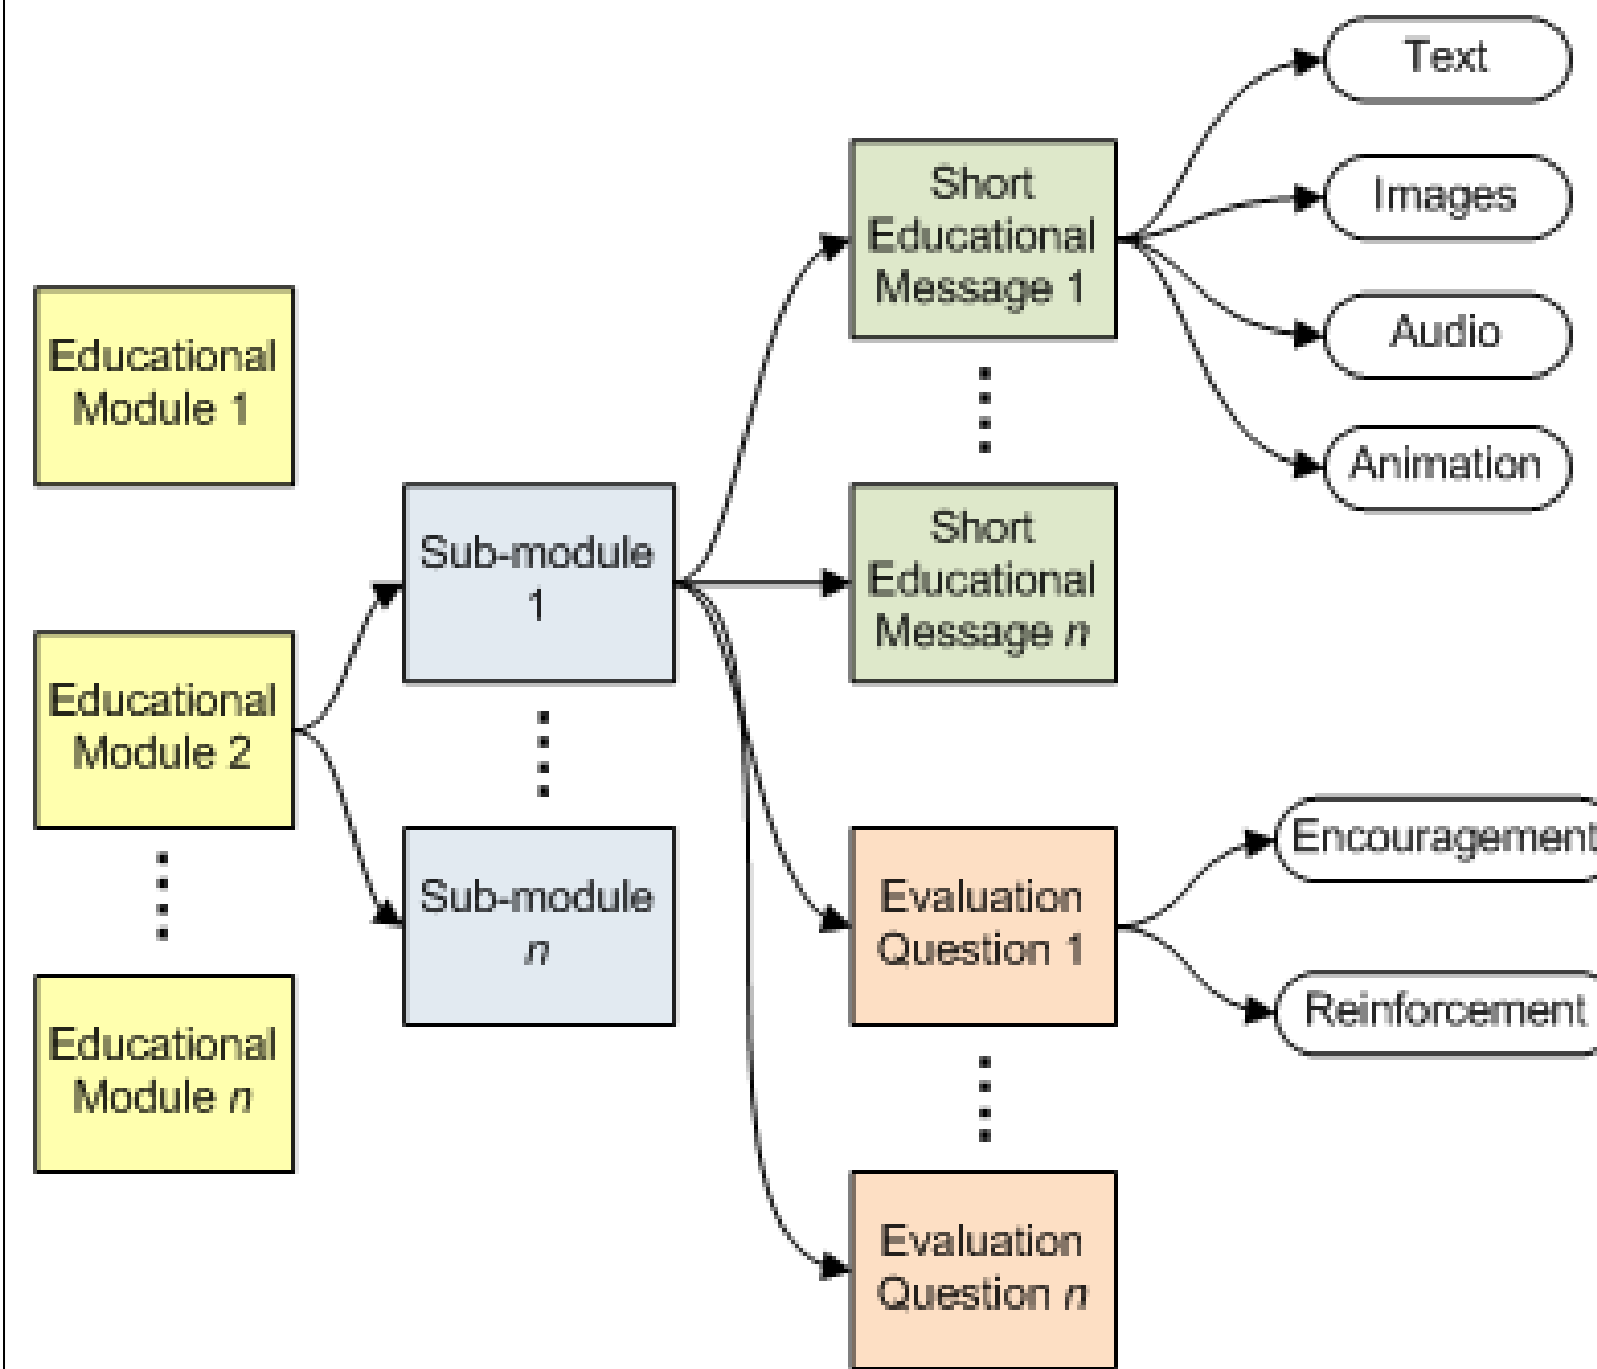 Educational
Module 1
Educational
Module 2
Educational
Module n
Sub-module
1
Sub-module
n
Short
Educational
Message 1
Short
Educational
Message n
Evaluation
Question 1
Evaluation
Question n
Text
Images
Audio
Animation
Encouragement
Reinforcement